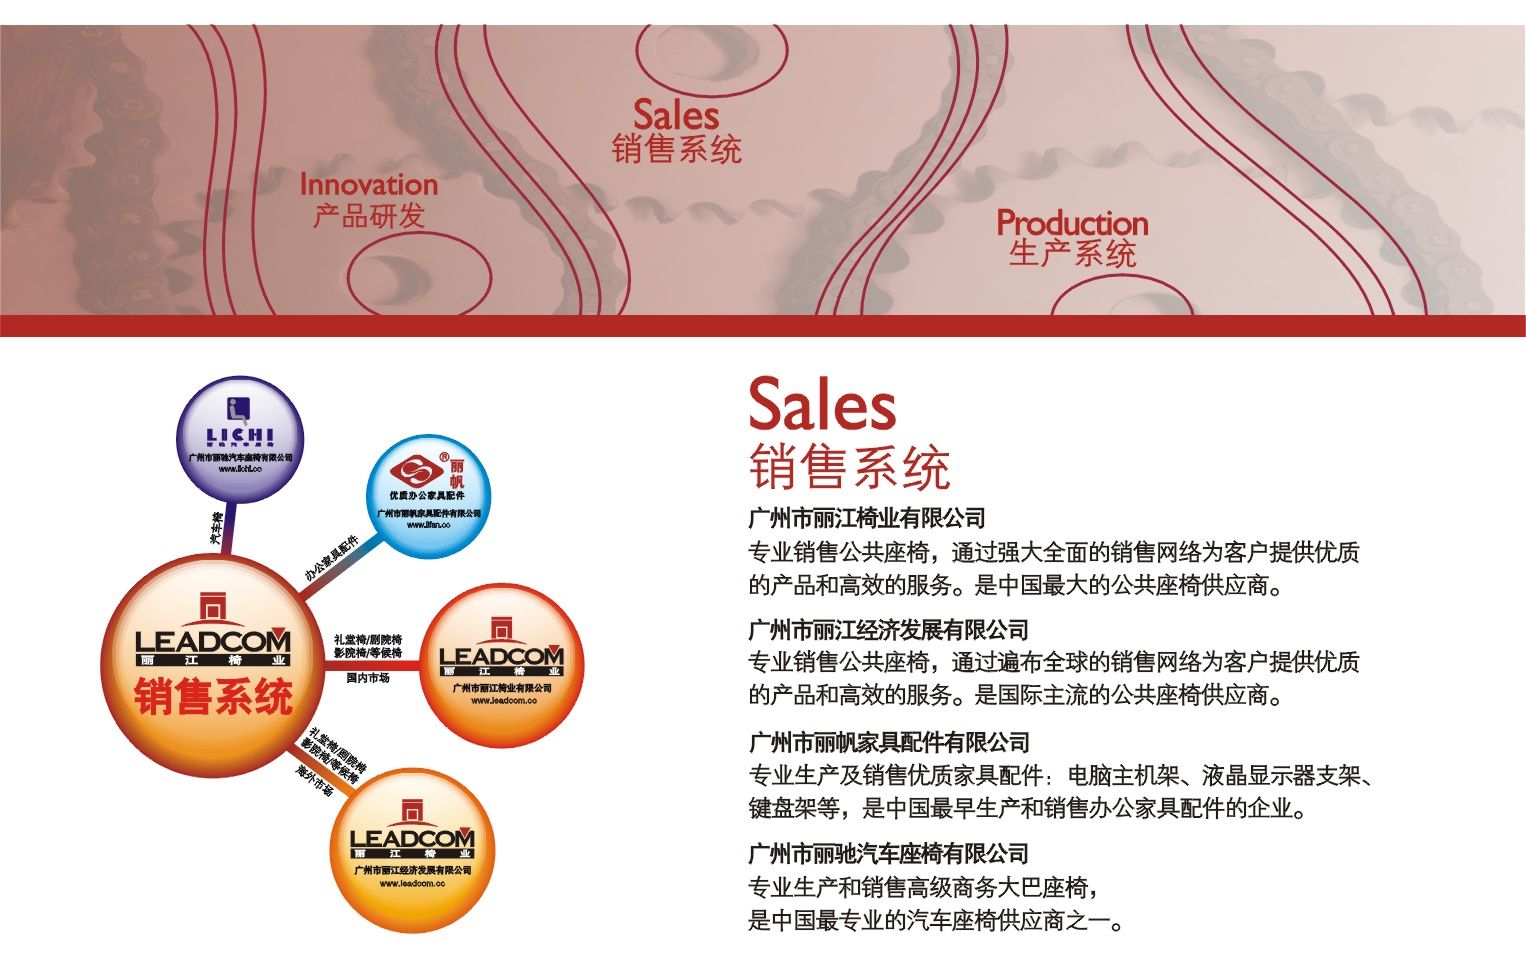 Sales
销售系统
Innovation
产品研发
Production
生产系统
LICHI
丽驰汽车座椅
广州市丽驰汽车座椅有限公司
www.lichi.cc
汽车椅
®丽帆
优质办公家具配件
广州市丽帆家具配件有限公司
www.lifan.cc
办公家具配件
LEADCOM
丽江椅业
销售系统
礼堂椅/剧院椅
影院椅/等候椅
国内市场
LEADCOM
丽江椅业
广州市丽江椅业有限公司
www.leadcom.cc
礼堂椅/剧院椅
影院椅/等候椅
海外市场
LEADCOM
丽江椅业
广州市丽江经济发展有限公司
www.leadcom.cc
Sales
销售系统
广州市丽江椅业有限公司
专业销售公共座椅，通过强大全面的销售网络为客户提供优质
的产品和高效的服务。是中国最大的公共座椅供应商。
广州市丽江经济发展有限公司
专业销售公共座椅，通过遍布全球的销售网络为客户提供优质
的产品和高效的服务。是国际主流的公共座椅供应商。
广州市丽帆家具配件有限公司
专业生产及销售优质家具配件：电脑主机架、液晶显示器支架、
键盘架等，是中国最早生产和销售办公家具配件的企业。
广州市丽驰汽车座椅有限公司
专业生产和销售高级商务大巴座椅，
是中国最专业的汽车座椅供应商之一。